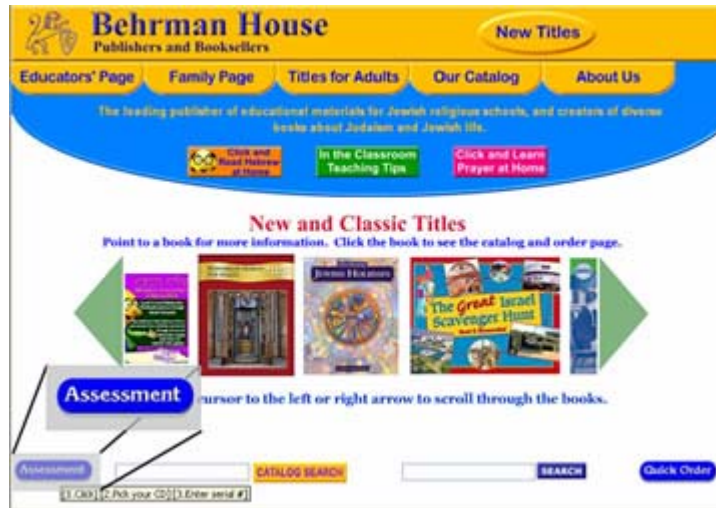 Behrman House
Publishers and Booksellers
New Titles
Educators' Page
Family Page
Titles for Adults
Our Catalog
About Us
The leading publisher of educational materials for Jewish religious schools, and creators of diverse
books about Judaism and Jewish life.
Click and
Read Hebrew
at Home
In the Classroom
Teaching Tips
Click and Learn
Prayer at Home
New and Classic Titles
Point to a book for more information. Click the book to see the catalog and order page.
Jewish Holidays
The Great Israel
Scavenger Hunt
Assessment
cursor to the left or right arrow to scroll through the books.
Assessment
CATALOG SEARCH
SEARCH
Quick Order
[1.Click] [2.Pick your CD] [3.Enter serial #]